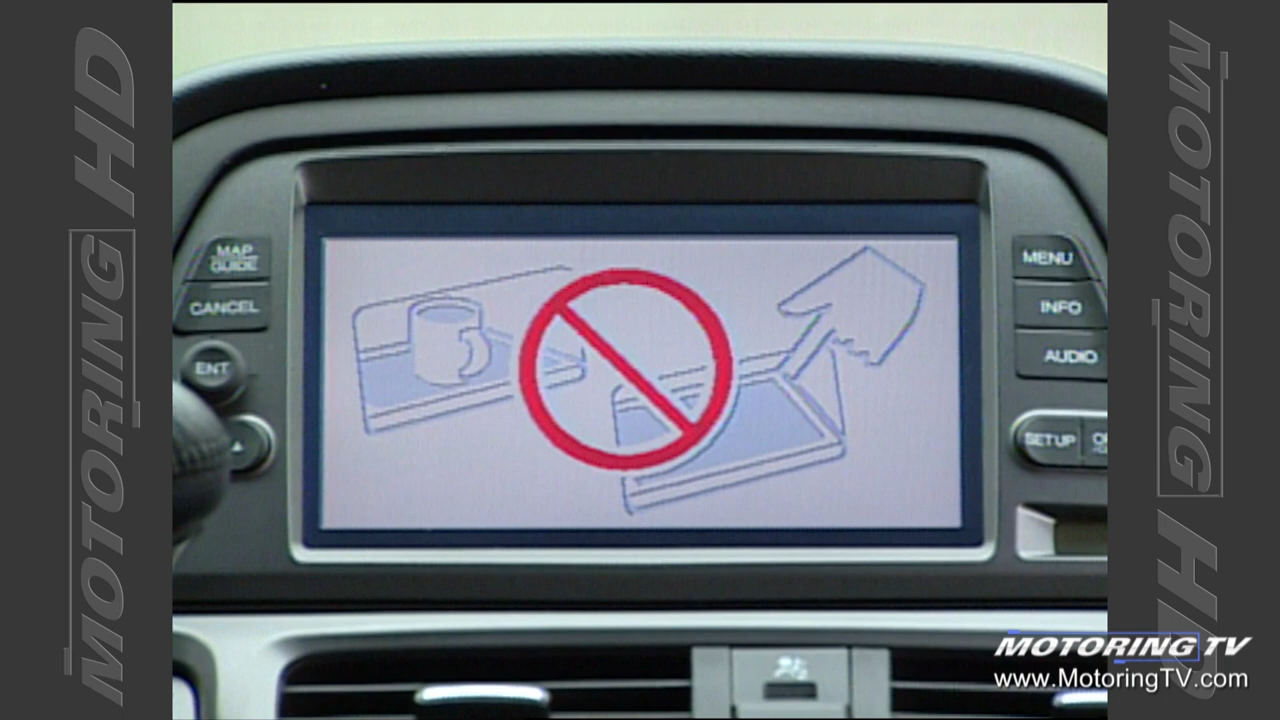 MOTORING HD
MAP
GUIDE
CANCEL
ENT
MENU
INFO
AUDIO
SETUP
MOTORING HD
MOTORING TV
www.MotoringTV.com